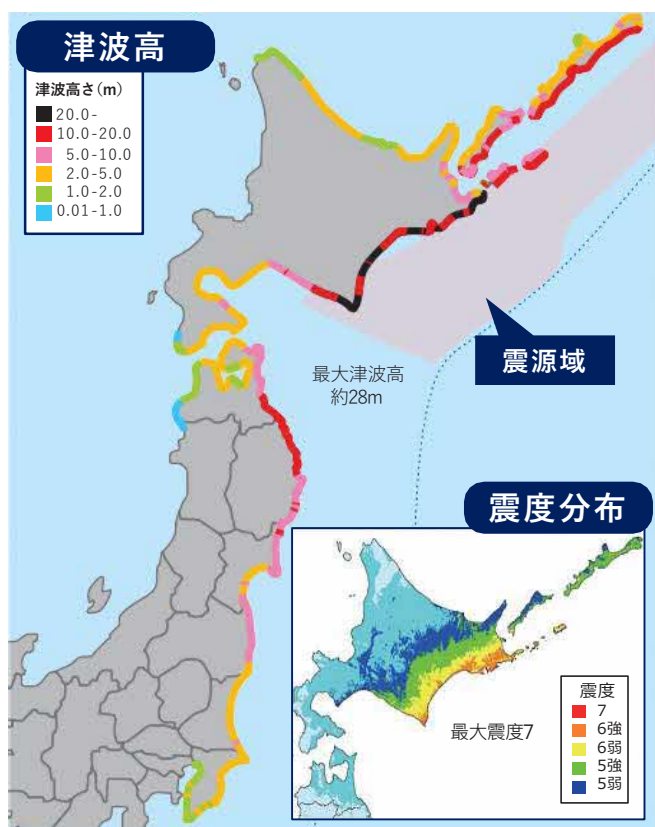 津波高
津波高さ(m)
20.0-
10.0-20.0
5.0-10.0
2.0-5.0
1.0-2.0
0.01-1.0
震源域
最大津波高
約28m
震度分布
最大震度7
震度
7
6強
6弱
5強
5弱